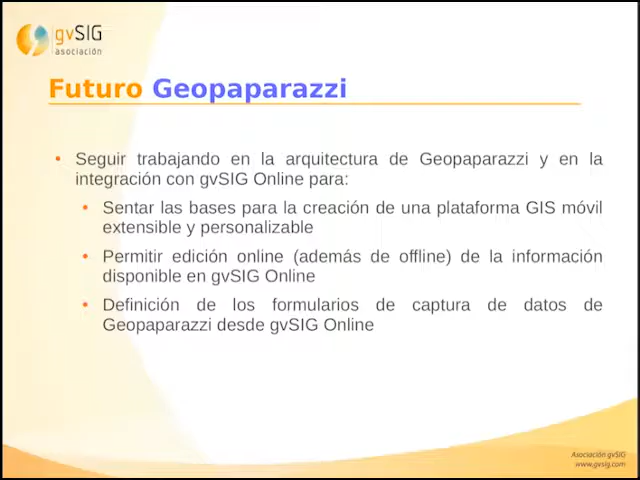 gvSIG
asociación
Futuro Geopaparazzi
• Seguir trabajando en la arquitectura de Geopaparazzi y en la
integración con gvSIG Online para:
• Sentar las bases para la creación de una plataforma GIS móvil
extensible y personalizable
• Permitir edición online (además de offline) de la información
disponible en gvSIG Online
• Definición de los formularios de captura de datos de
Geopaparazzi desde gvSIG Online
Asociación gvSIG
www.gvsig.com